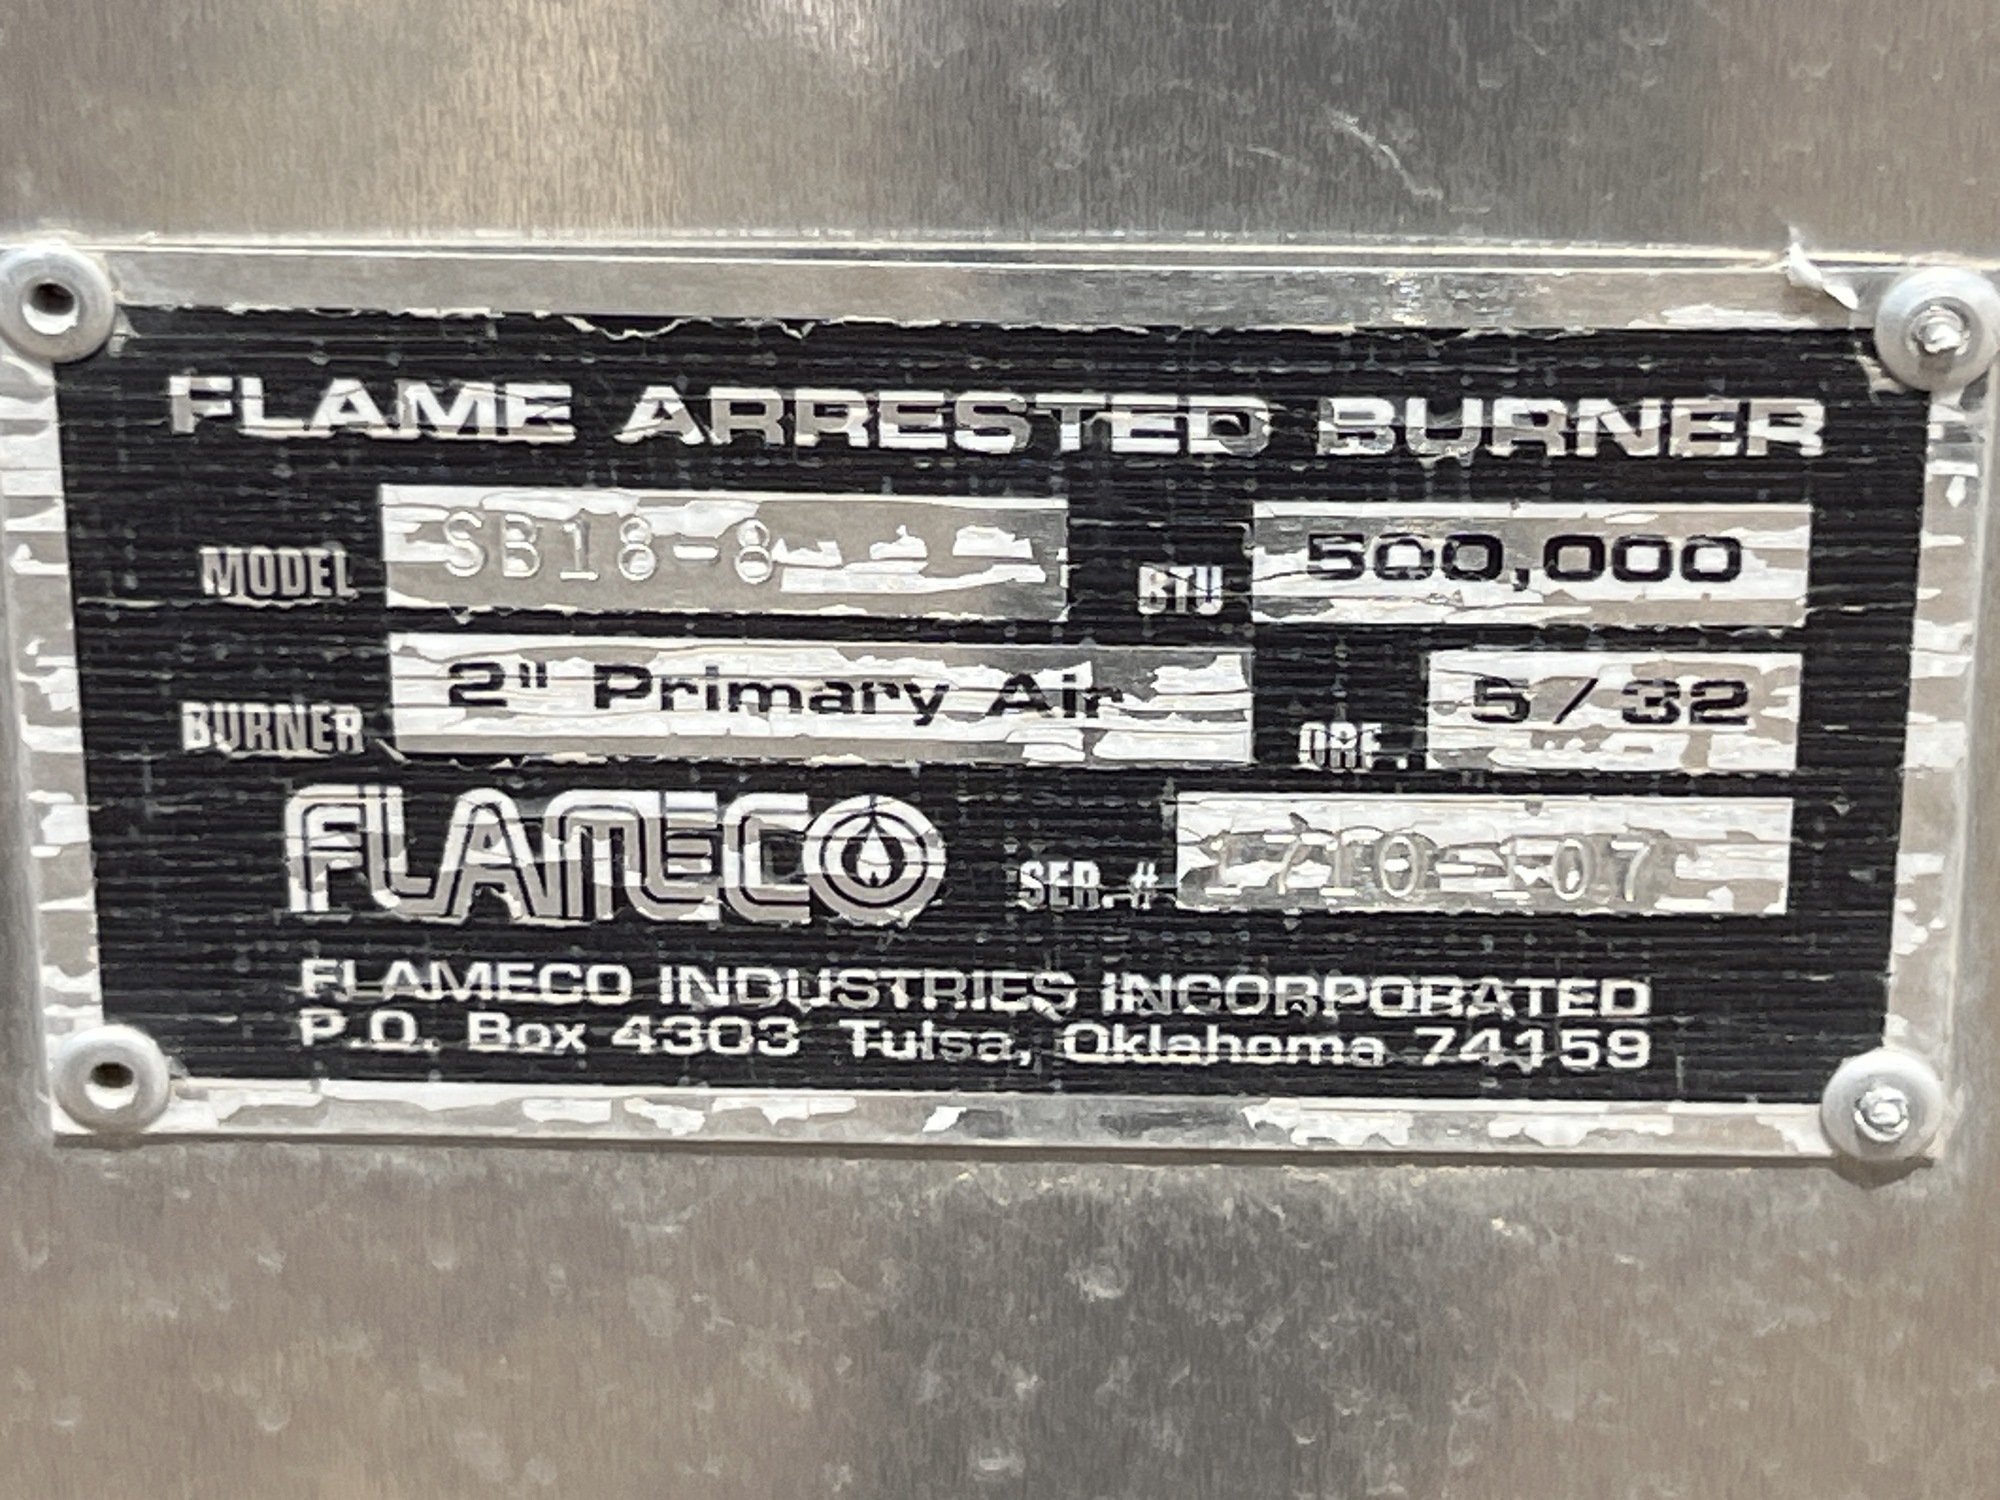 FLAME ARRESTED BURNER
MODEL SB18-8 BTU 500,000
BURNER 2" Primary Air ORF. 5/32
FLAMECO SER.# 1710-107
FLAMECO INDUSTRIES INCORPORATED
P.O. Box 4303 Tulsa, Oklahoma 74159